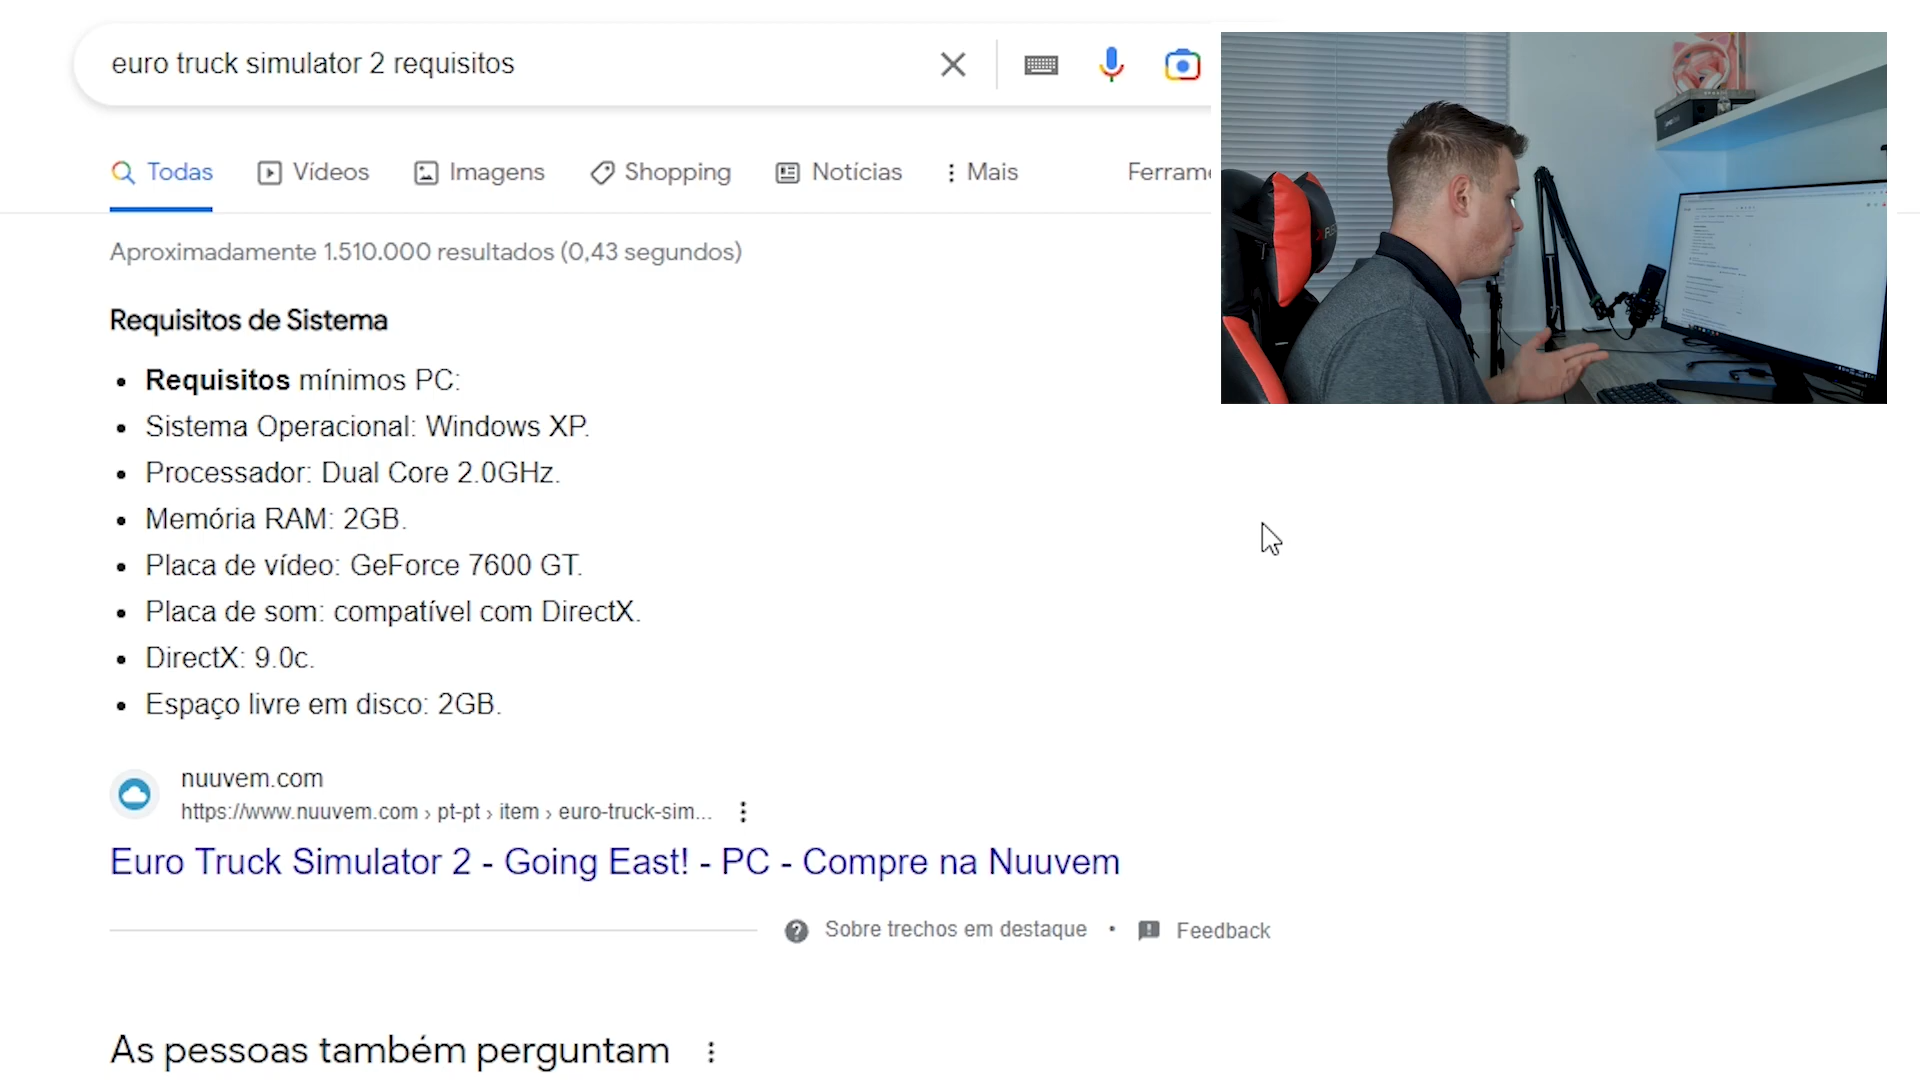 euro truck simulator 2 requisitos
Todas Vídeos Imagens Shopping Notícias Mais Ferrame
Aproximadamente 1.510.000 resultados (0,43 segundos)
Requisitos de Sistema
Requisitos mínimos PC:
Sistema Operacional: Windows XP.
Processador: Dual Core 2.0GHz.
Memória RAM: 2GB.
Placa de vídeo: GeForce 7600 GT.
Placa de som: compatível com DirectX.
DirectX: 9.0c.
Espaço livre em disco: 2GB.
nuuvem.com
https://www.nuuvem.com › pt-pt › item › euro-truck-sim...
Euro Truck Simulator 2 - Going East! - PC - Compre na Nuuvem
Sobre trechos em destaque • Feedback
As pessoas também perguntam